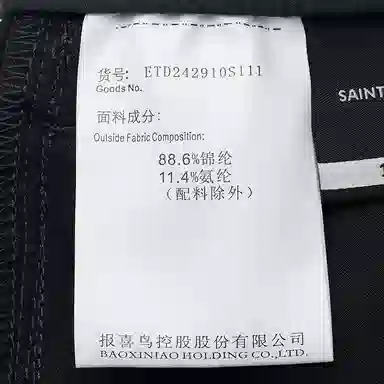 货号: ETD242910S111
Goods No.
面料成分:
Outside Fabric Composition:
88.6%锦纶
11.4%氨纶
(配料除外)
报喜鸟控股股份有限公司
BAOXINIAO HOLDING CO.,LTD.
SAINT